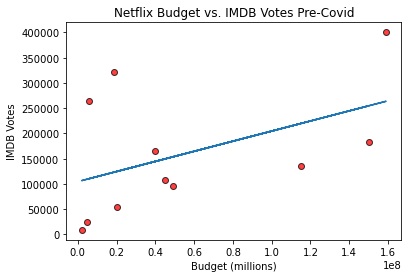 Netflix Budget vs. IMDB Votes Pre-Covid
IMDB Votes
400000
350000
300000
250000
200000
150000
100000
50000
0
0.0 0.2 0.4 0.6 0.8 1.0 1.2 1.4 1.6
1e8
Budget (millions)